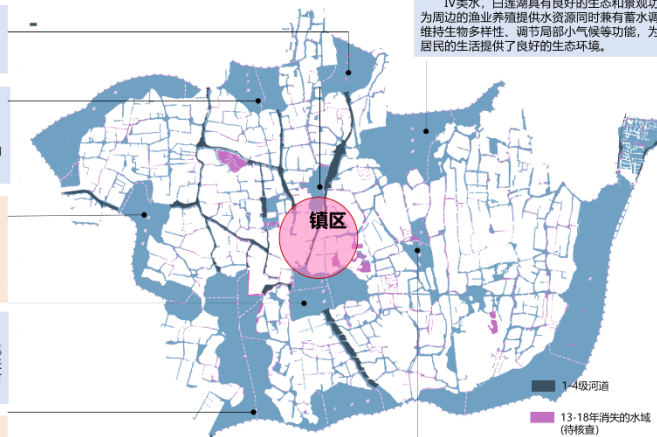 IV类水，白莲湖具有良好的生态和景观功
为周边的渔业养殖提供水资源同时兼有蓄水调
维持生物多样性、调节局部小气候等功能，为
居民的生活提供了良好的生态环境。
镇区
1-4级河道
13-18年消失的水域
(待核查)